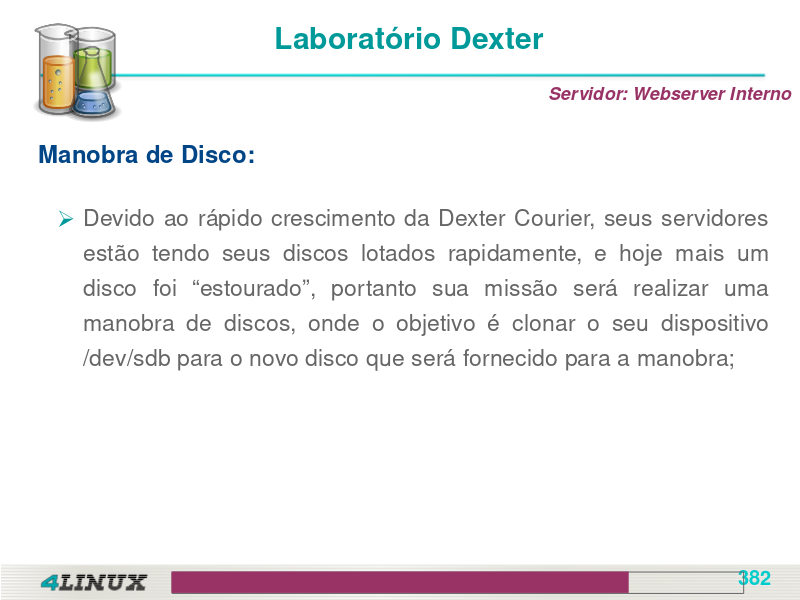 Laboratório Dexter
Servidor: Webserver Interno
Manobra de Disco:
Devido ao rápido crescimento da Dexter Courier, seus servidores
estão tendo seus discos lotados rapidamente, e hoje mais um
disco foi “estourado”, portanto sua missão será realizar uma
manobra de discos, onde o objetivo é clonar o seu dispositivo
/dev/sdb para o novo disco que será fornecido para a manobra;
4LINUX
382